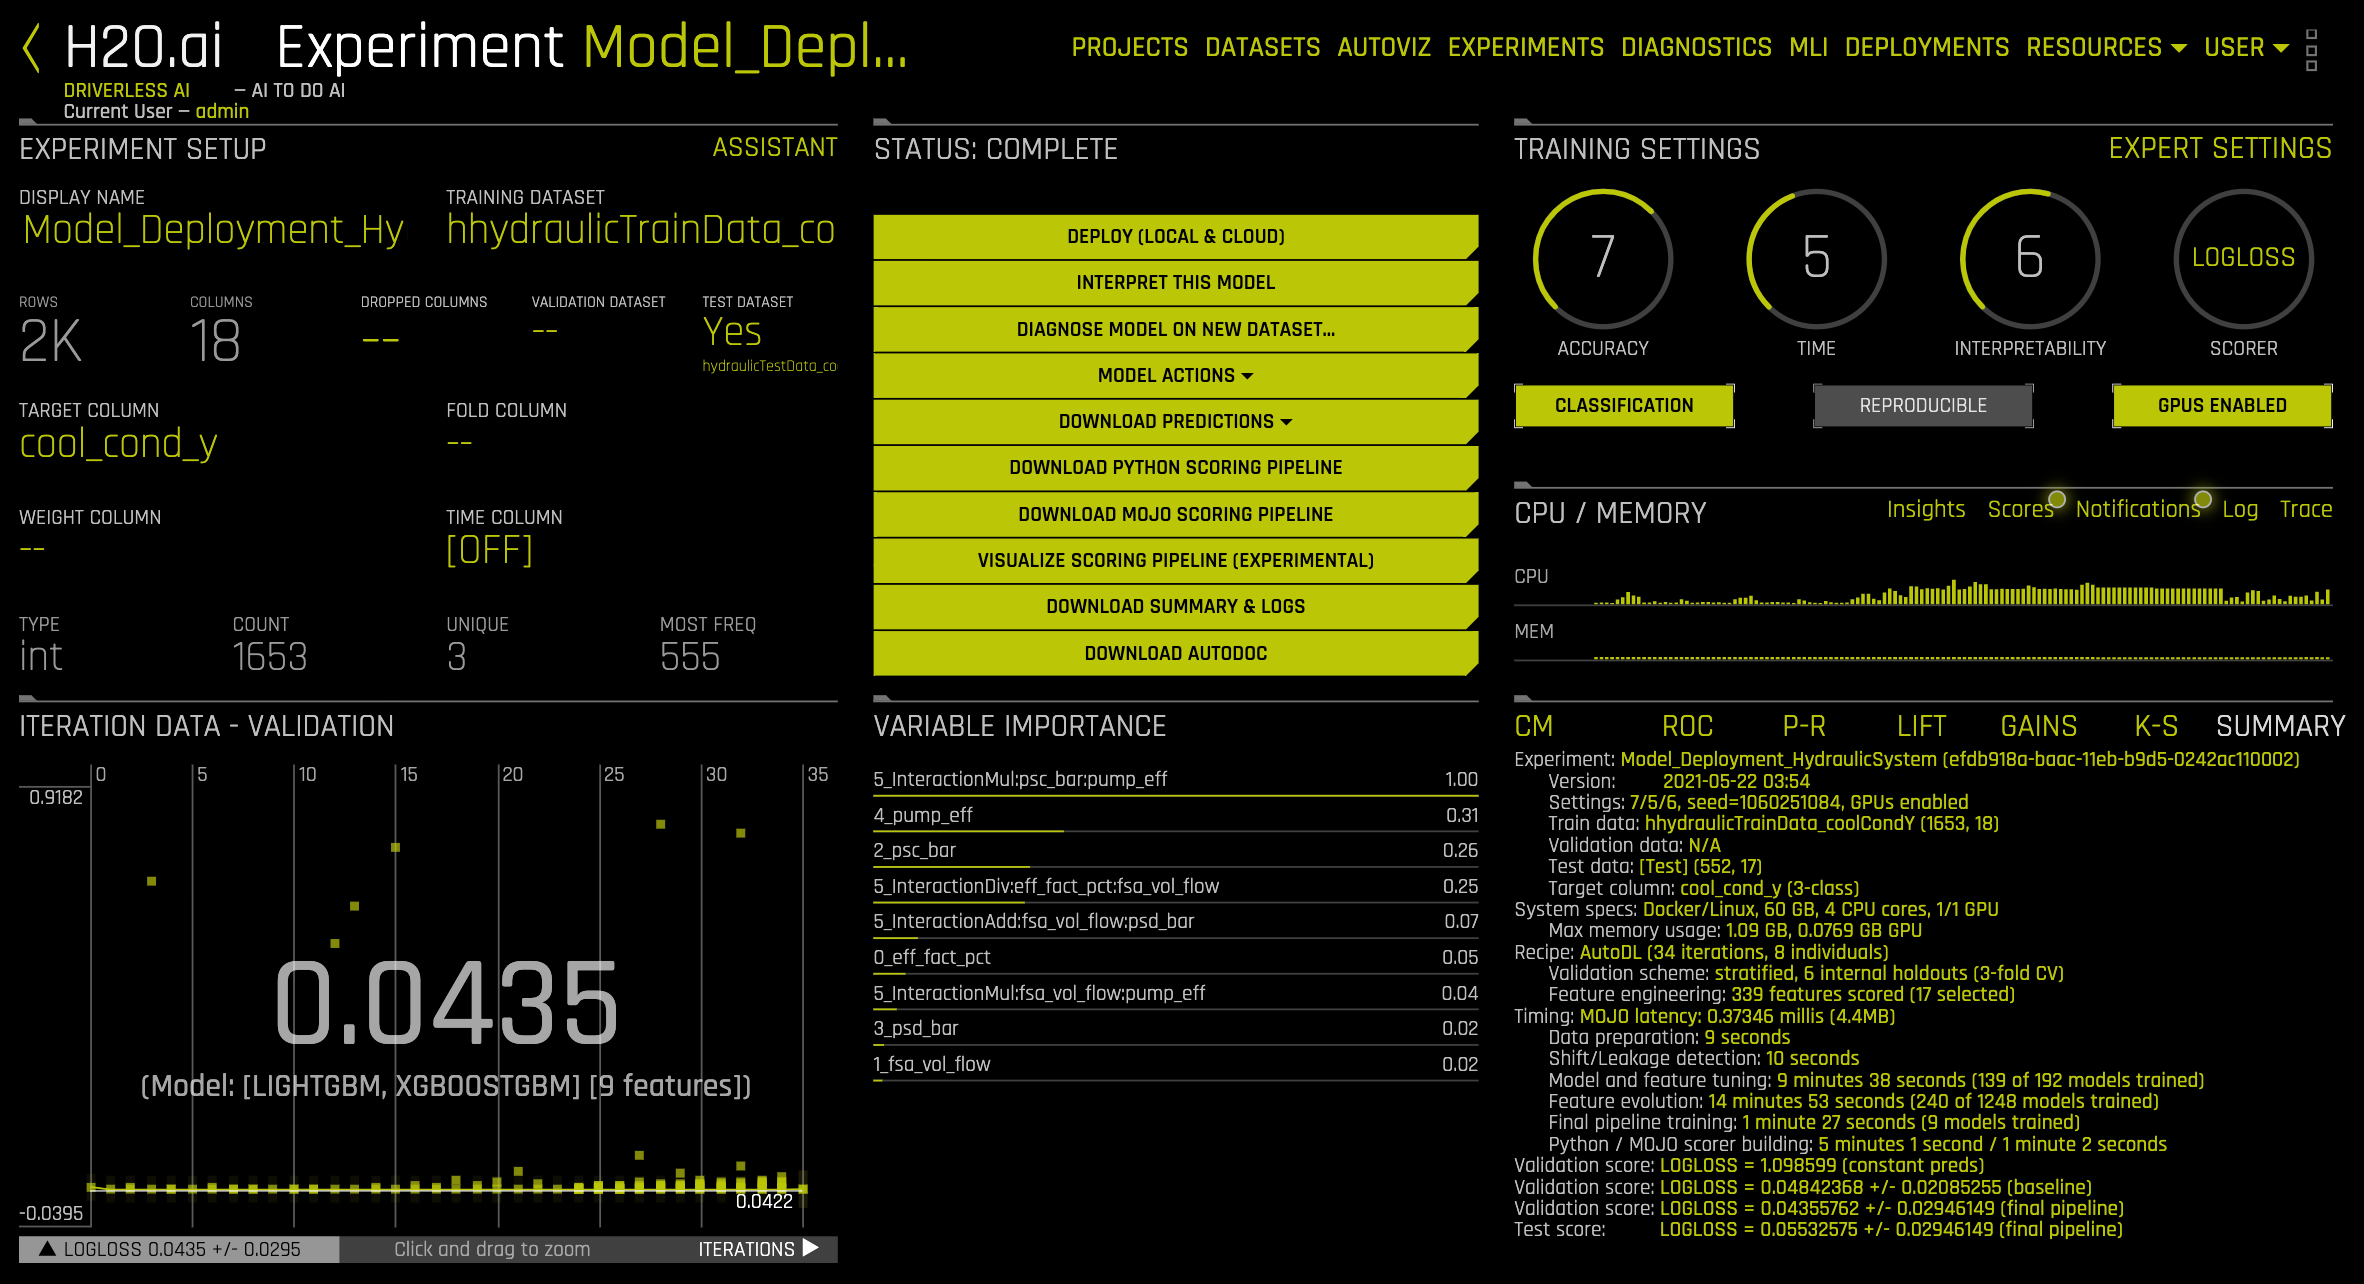 H2O.ai Experiment Model_Depl...
DRIVERLESS AI – AI TO DO AI
Current User – admin
PROJECTS DATASETS AUTOVIZ EXPERIMENTS DIAGNOSTICS MLI DEPLOYMENTS RESOURCES USER
EXPERIMENT SETUP ASSISTANT
DISPLAY NAME TRAINING DATASET
Model_Deployment_Hy hhydraulicTrainData_co
ROWS COLUMNS DROPPED COLUMNS VALIDATION DATASET TEST DATASET
2K 18 -- -- Yes
hydraulicTestData_co
TARGET COLUMN FOLD COLUMN
cool_cond_y --
WEIGHT COLUMN TIME COLUMN
-- [OFF]
TYPE COUNT UNIQUE MOST FREQ
int 1653 3 555
STATUS: COMPLETE
DEPLOY (LOCAL & CLOUD)
INTERPRET THIS MODEL
DIAGNOSE MODEL ON NEW DATASET...
MODEL ACTIONS
DOWNLOAD PREDICTIONS
DOWNLOAD PYTHON SCORING PIPELINE
DOWNLOAD MOJO SCORING PIPELINE
VISUALIZE SCORING PIPELINE (EXPERIMENTAL)
DOWNLOAD SUMMARY & LOGS
DOWNLOAD AUTODOC
TRAINING SETTINGS EXPERT SETTINGS
7 5 6 LOGLOSS
ACCURACY TIME INTERPRETABILITY SCORER
CLASSIFICATION REPRODUCIBLE GPUS ENABLED
CPU / MEMORY Insights Scores Notifications Log Trace
CPU
MEM
ITERATION DATA - VALIDATION
0 5 10 15 20 25 30 35
0.9182
0.0435
(Model: [LIGHTGBM, XGBOOSTGBM] [9 features])
0.0422
-0.0395
▲ LOGLOSS 0.0435 +/- 0.0295 Click and drag to zoom ITERATIONS ▶
VARIABLE IMPORTANCE
5_InteractionMul:psc_bar:pump_eff 1.00
4_pump_eff 0.31
2_psc_bar 0.26
5_InteractionDiv:eff_fact_pct:fsa_vol_flow 0.25
5_InteractionAdd:fsa_vol_flow:psd_bar 0.07
0_eff_fact_pct 0.05
5_InteractionMul:fsa_vol_flow:pump_eff 0.04
3_psd_bar 0.02
1_fsa_vol_flow 0.02
CM ROC P-R LIFT GAINS K-S SUMMARY
Experiment: Model_Deployment_HydraulicSystem (efdb918a-baac-11eb-b9d5-0242ac110002)
Version: 2021-05-22 03:54
Settings: 7/5/6, seed=1060251084, GPUs enabled
Train data: hhydraulicTrainData_coolCondY (1653, 18)
Validation data: N/A
Test data: [Test] (552, 17)
Target column: cool_cond_y (3-class)
System specs: Docker/Linux, 60 GB, 4 CPU cores, 1/1 GPU
Max memory usage: 1.09 GB, 0.0769 GB GPU
Recipe: AutoDL (34 iterations, 8 individuals)
Validation scheme: stratified, 6 internal holdouts (3-fold CV)
Feature engineering: 339 features scored (17 selected)
Timing: MOJO latency: 0.37346 millis (4.4MB)
Data preparation: 9 seconds
Shift/Leakage detection: 10 seconds
Model and feature tuning: 9 minutes 38 seconds (139 of 192 models trained)
Feature evolution: 14 minutes 53 seconds (240 of 1248 models trained)
Final pipeline training: 1 minute 27 seconds (9 models trained)
Python / MOJO scorer building: 5 minutes 1 second / 1 minute 2 seconds
Validation score: LOGLOSS = 1.098599 (constant preds)
Validation score: LOGLOSS = 0.04842368 +/- 0.02085255 (baseline)
Validation score: LOGLOSS = 0.04355762 +/- 0.02946149 (final pipeline)
Test score: LOGLOSS = 0.05532575 +/- 0.02946149 (final pipeline)